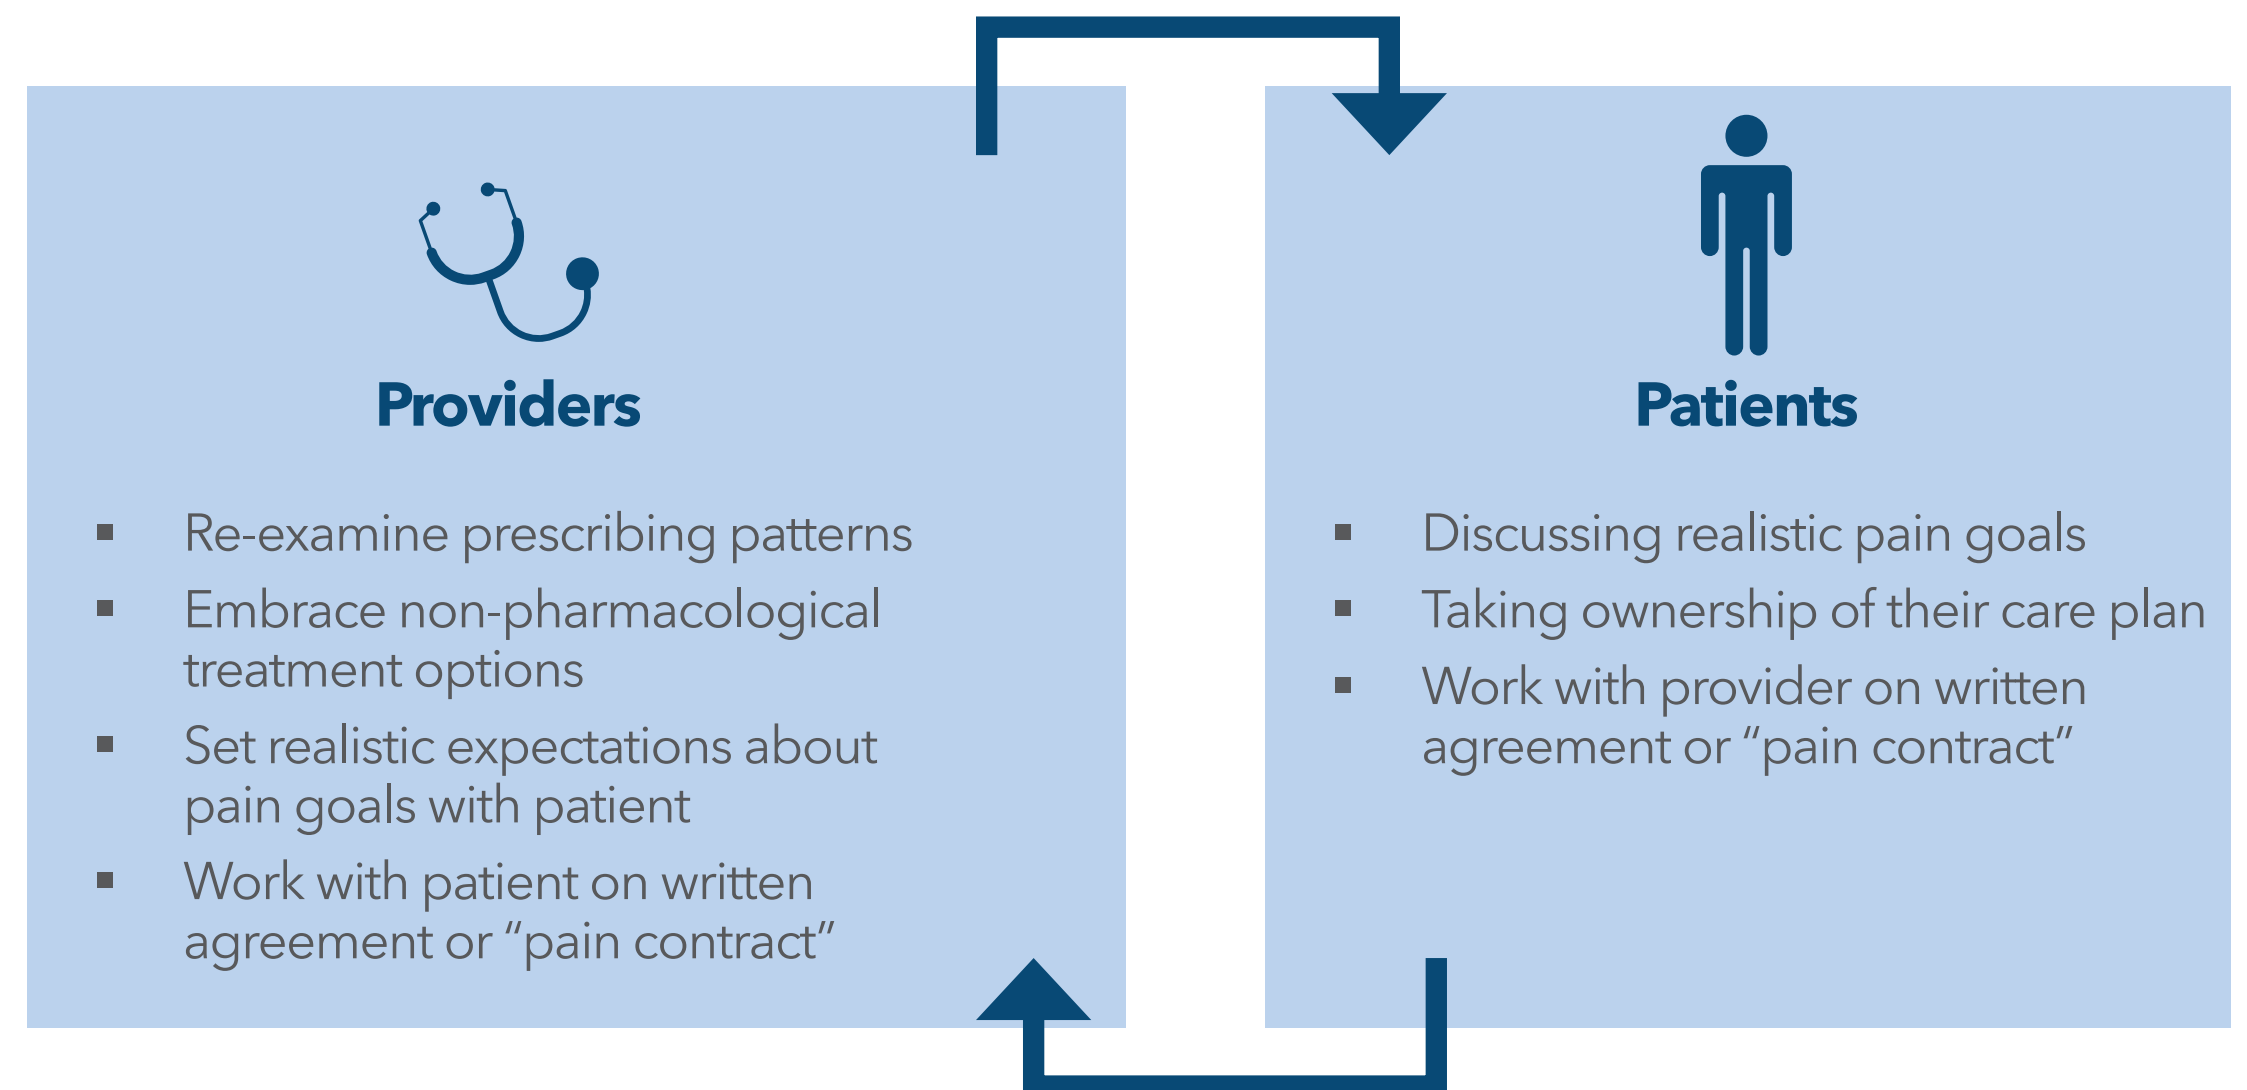 Providers
▪ Re-examine prescribing patterns
▪ Embrace non-pharmacological
treatment options
▪ Set realistic expectations about
pain goals with patient
▪ Work with patient on written
agreement or “pain contract”
Patients
▪ Discussing realistic pain goals
▪ Taking ownership of their care plan
▪ Work with provider on written
agreement or “pain contract”